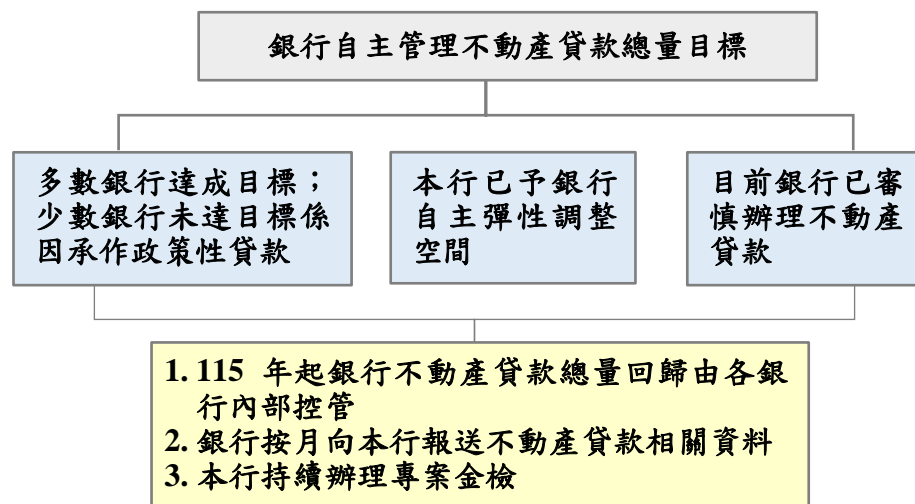 銀行自主管理不動產貸款總量目標
多數銀行達成目標；
少數銀行未達目標係
因承作政策性貸款
本行已予銀行
自主彈性調整
空間
目前銀行已審
慎辦理不動產
貸款
1. 115 年起銀行不動產貸款總量回歸由各銀
行內部控管
2. 銀行按月向本行報送不動產貸款相關資料
3. 本行持續辦理專案金檢